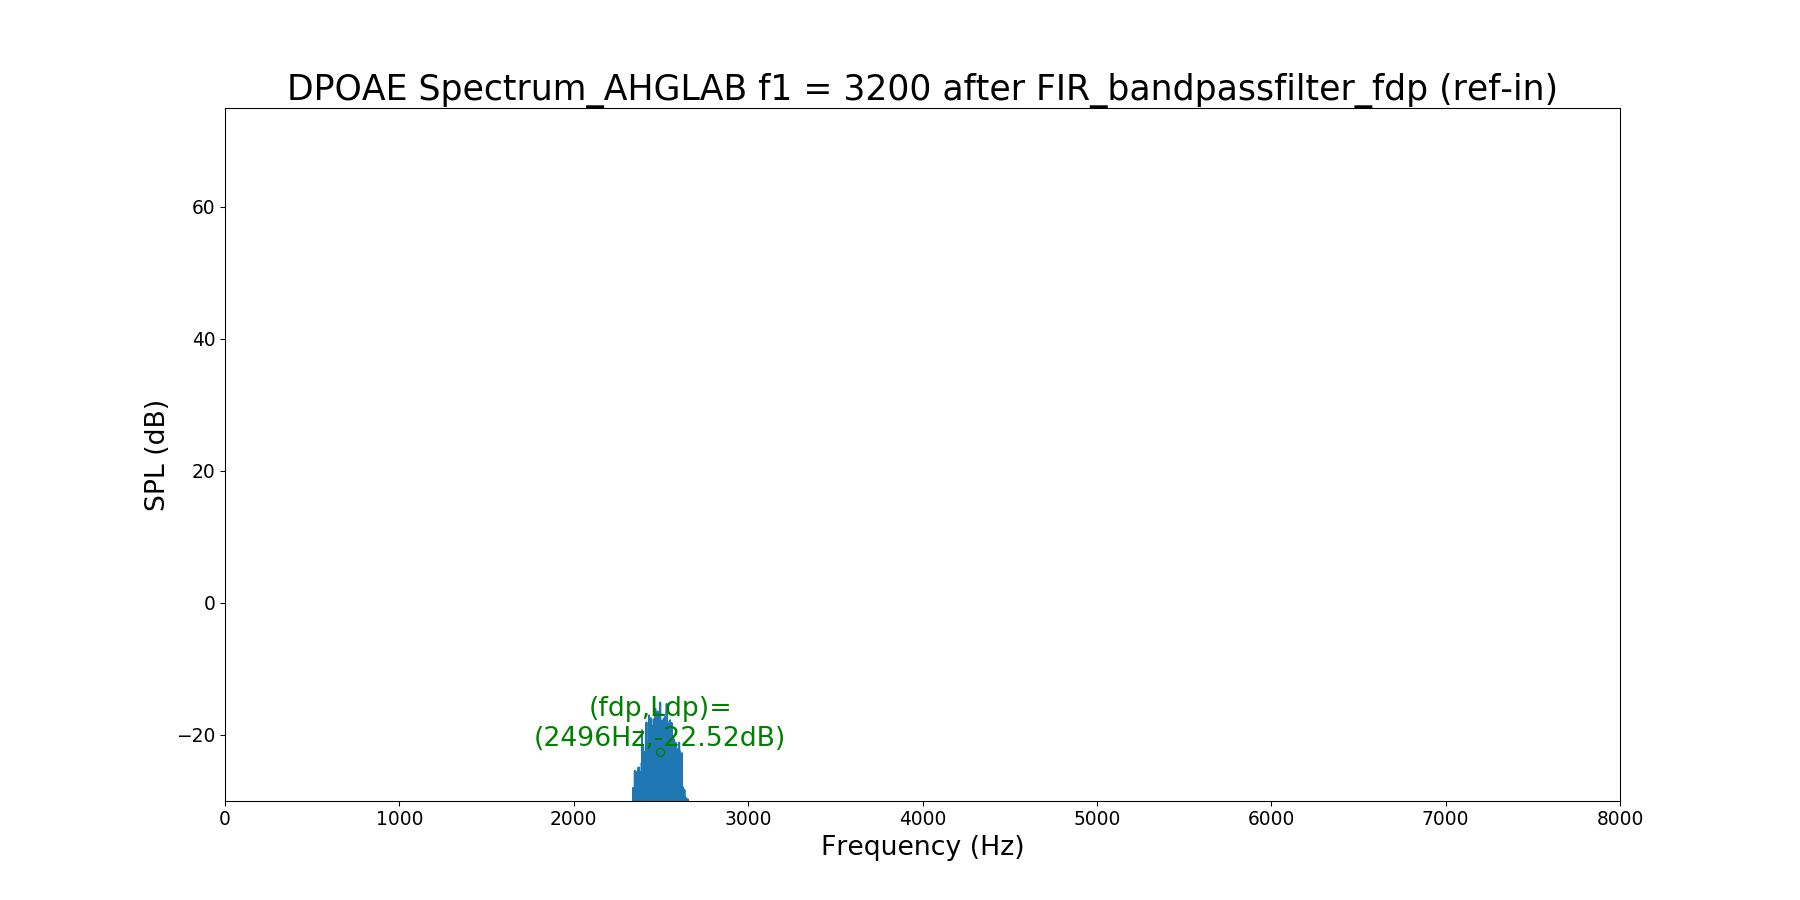 DPOAE Spectrum_AHGLAB f1 = 3200 after FIR_bandpassfilter_fdp (ref-in)
60
40
20
0
−20
SPL (dB)
(fdp,Ldp)=
(2496Hz,-22.52dB)
0 1000 2000 3000 4000 5000 6000 7000 8000
Frequency (Hz)